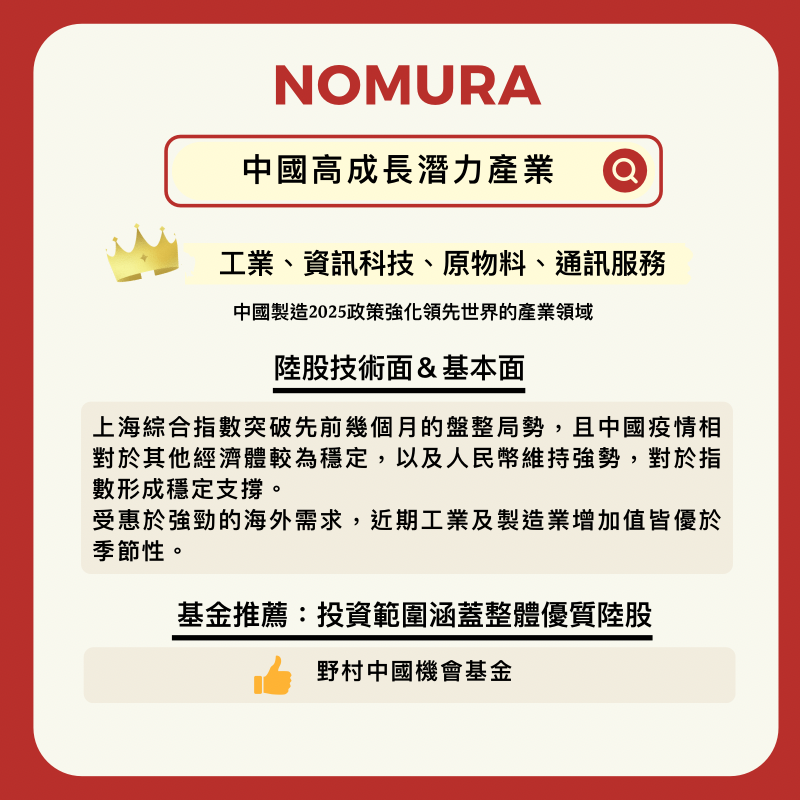 NOMURA
中國高成長潛力產業
工業、資訊科技、原物料、通訊服務
中國製造2025政策強化領先世界的產業領域
陸股技術面＆基本面
上海綜合指數突破先前幾個月的盤整局勢，且中國疫情相
對於其他經濟體較為穩定，以及人民幣維持強勢，對於指
數形成穩定支撐。
受惠於強勁的海外需求，近期工業及製造業增加值皆優於
季節性。
基金推薦：投資範圍涵蓋整體優質陸股
野村中國機會基金